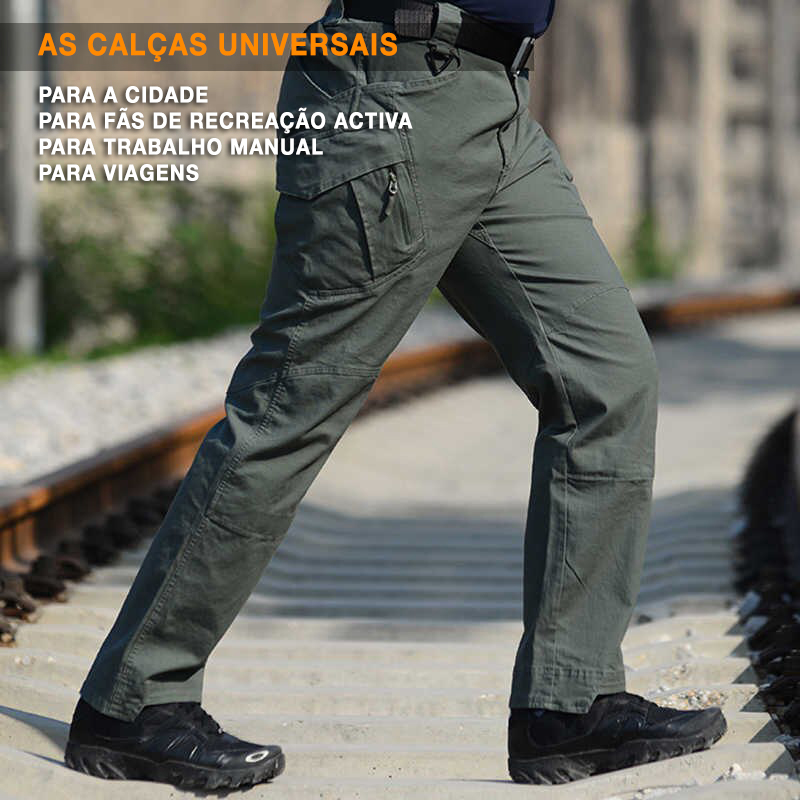 AS CALÇAS UNIVERSAIS
PARA A CIDADE
PARA FÃS DE RECREAÇÃO ACTIVA
PARA TRABALHO MANUAL
PARA VIAGENS